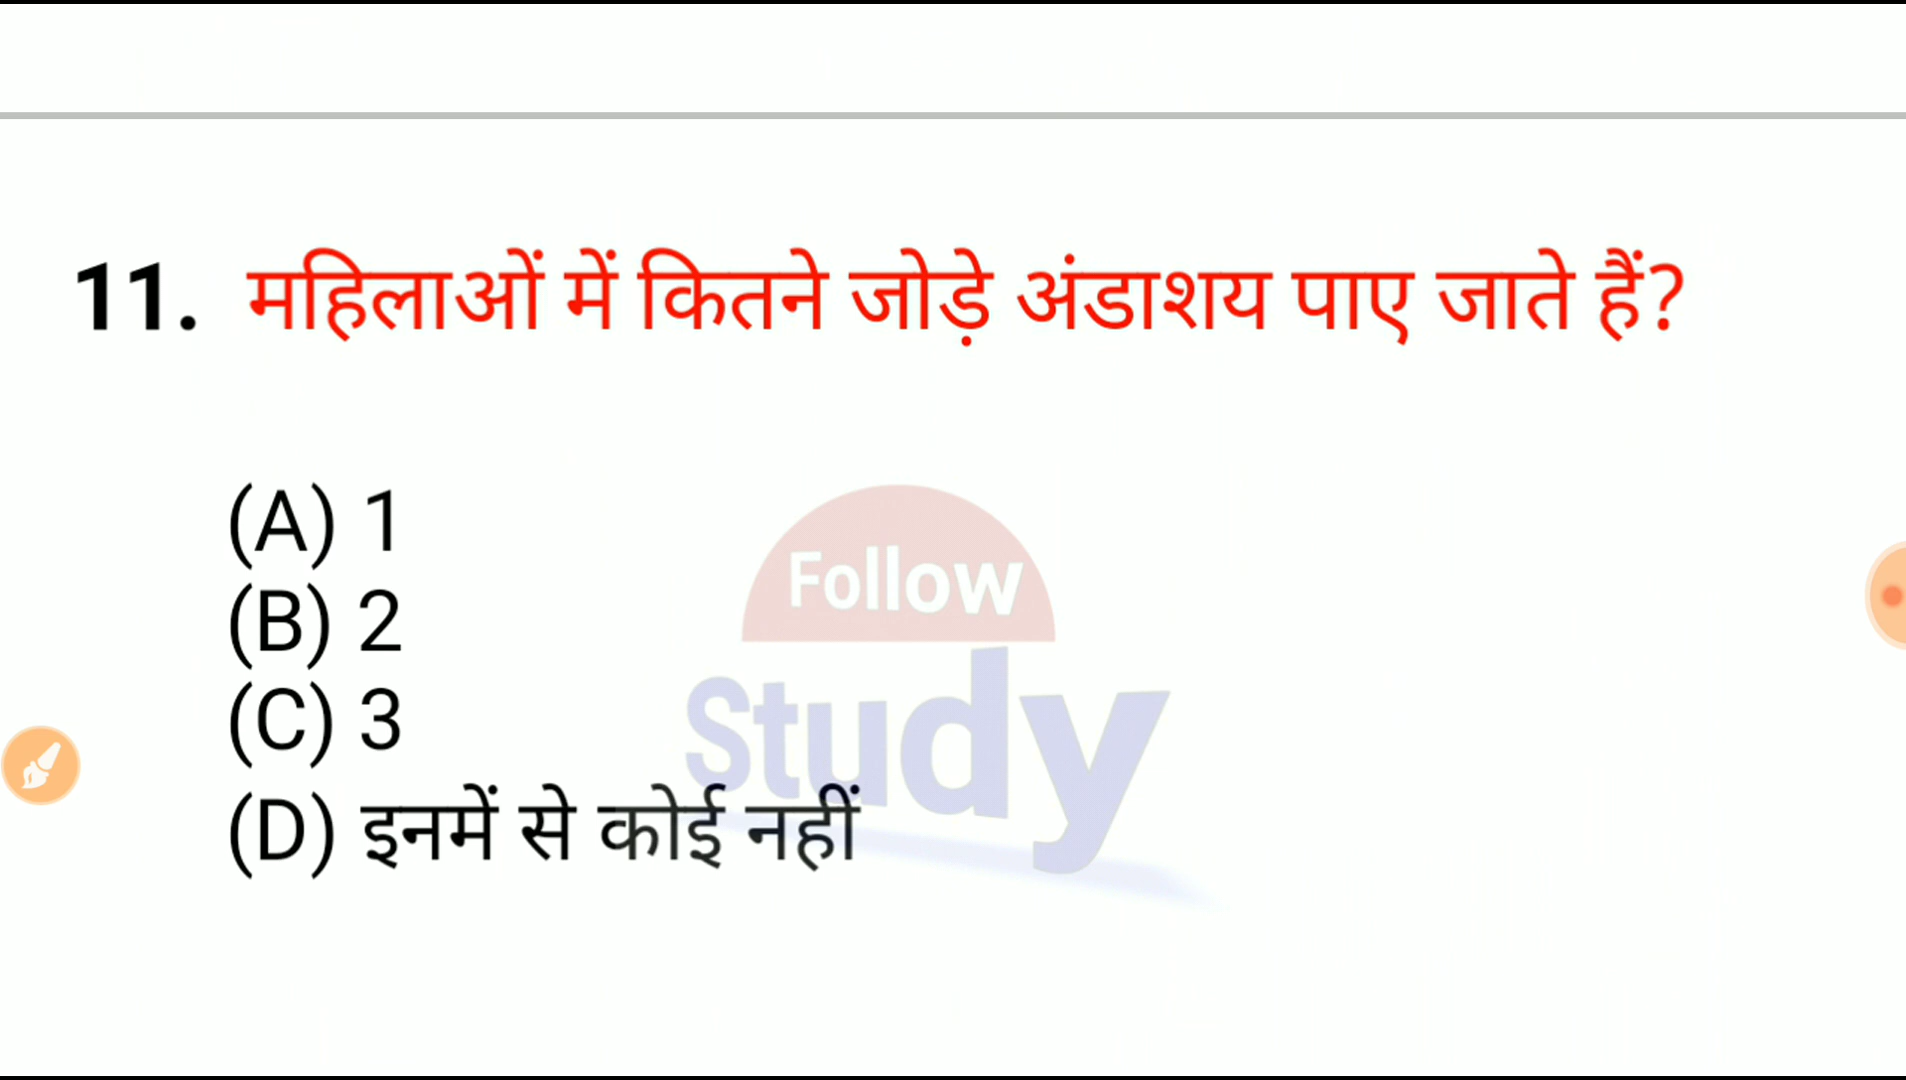 11. महिलाओं में कितने जोड़े अंडाशय पाए जाते हैं?
(A) 1
(B) 2
(C) 3
(D) इनमें से कोई नहीं
Follow
Study